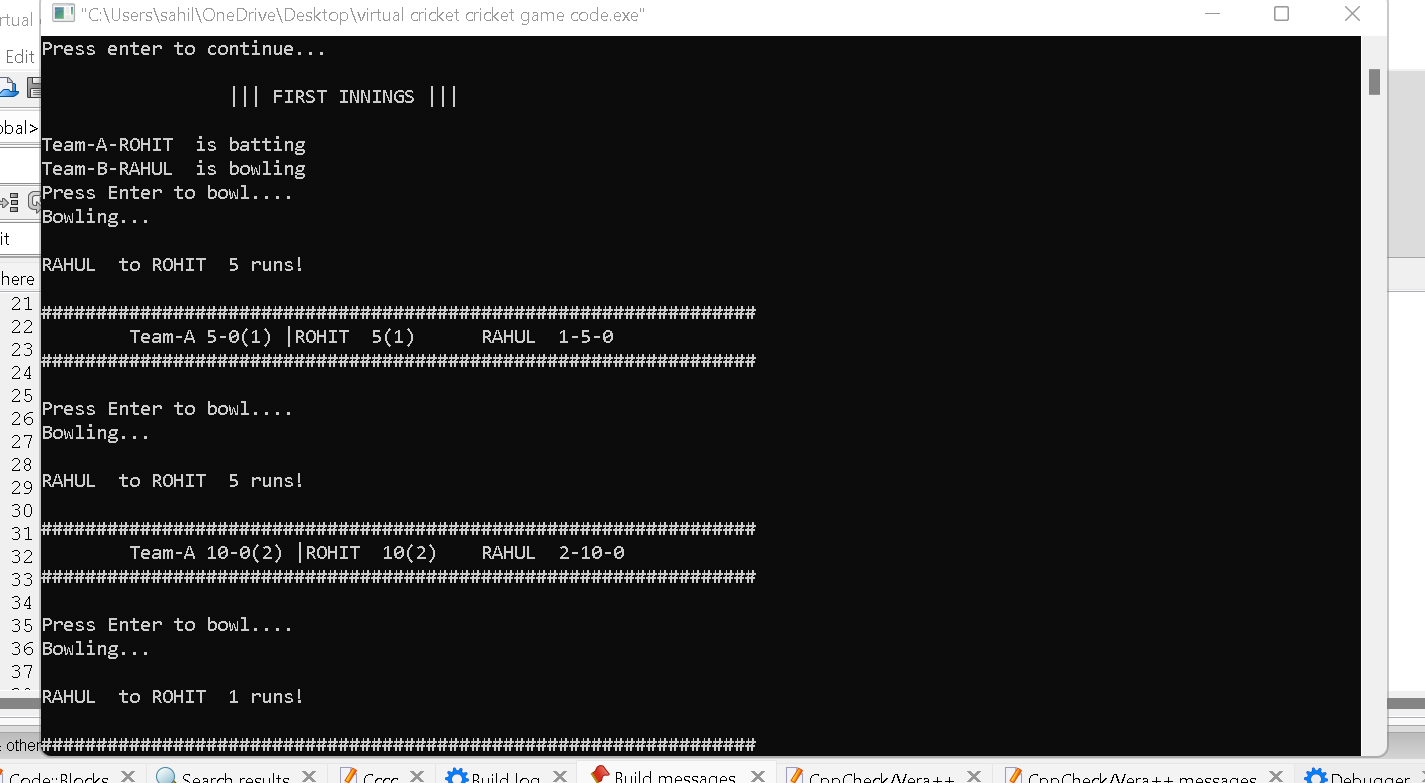 rtual
"C:\Users\sahil\OneDrive\Desktop\virtual cricket cricket game code.exe"
Edit
obal>
it
here
21
22
23
24
25
26
27
28
29
30
31
32
33
34
35
36
37
Press enter to continue...
||| FIRST INNINGS |||
Team-A-ROHIT is batting
Team-B-RAHUL is bowling
Press Enter to bowl....
Bowling...
RAHUL to ROHIT 5 runs!
#################################################################
Team-A 5-0(1) |ROHIT 5(1) RAHUL 1-5-0
#################################################################
Press Enter to bowl....
Bowling...
RAHUL to ROHIT 5 runs!
#################################################################
Team-A 10-0(2) |ROHIT 10(2) RAHUL 2-10-0
#################################################################
Press Enter to bowl....
Bowling...
RAHUL to ROHIT 1 runs!
#################################################################
& other
Code::Blocks Search results Cccc Build log Build messages CppCheck/Vera++ CppCheck/Vera++ messages Debugger